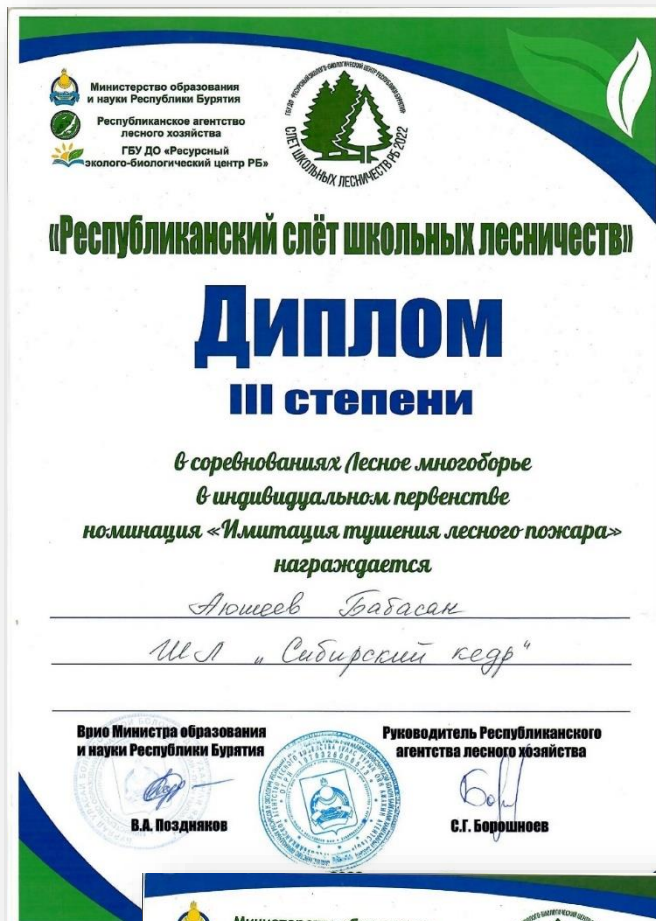 Министерство образования
и науки Республики Бурятия
Республиканское агентство
лесного хозяйства
ГБУ ДО «Ресурсный
эколого-биологический центр РБ»
СЛЕТ ШКОЛЬНЫХ ЛЕСНИЧЕСТВ РБ 2022
«Республиканский слёт школьных лесничеств»
Диплом
III степени
в соревнованиях Лесное многоборье
в индивидуальном первенстве
номинация «Имитация тушения лесного пожара»
награждается
Аюшеев Бабасан
ШЛ „Сибирский кедр"
Врио Министра образования
и науки Республики Бурятия
Руководитель Республиканского
агентства лесного хозяйства
В.А. Поздняков
С.Г. Борошноев